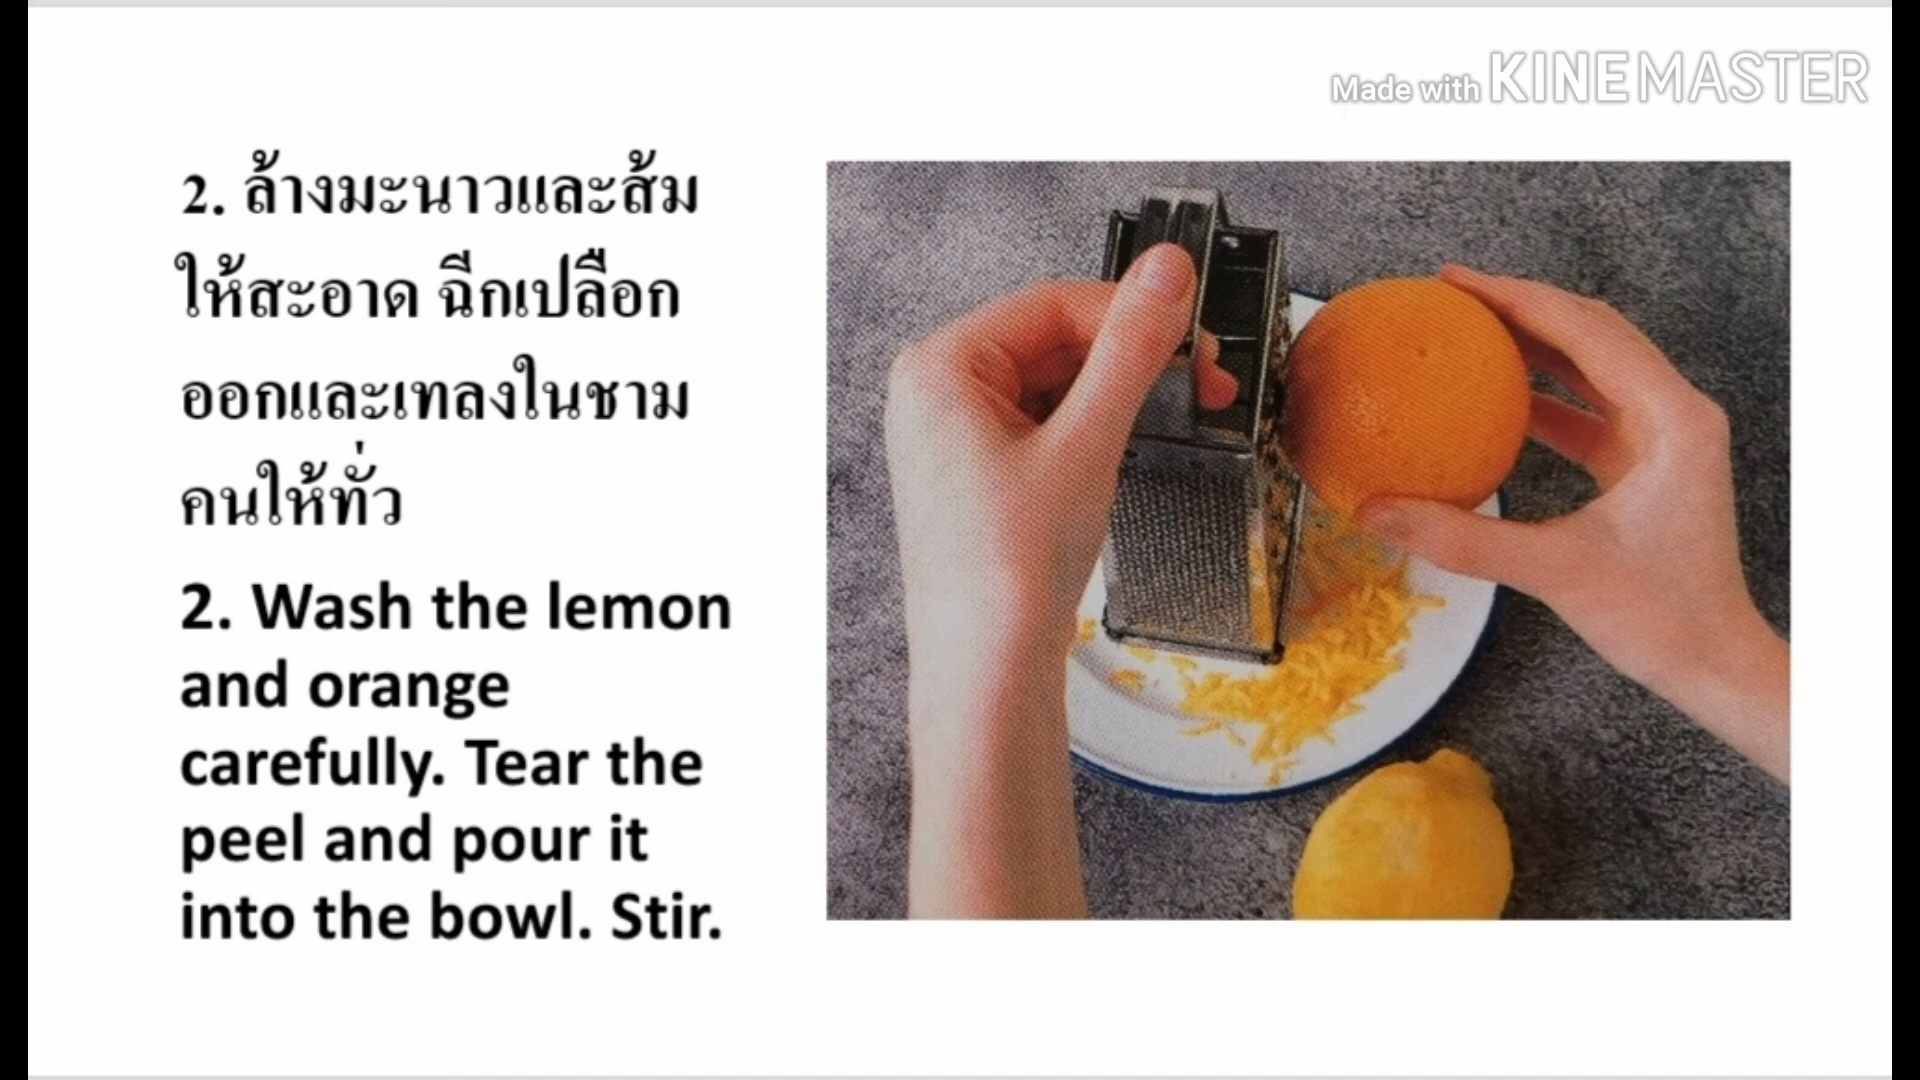 Made with KINEMASTER
2. ล้างมะนาวและส้ม
ให้สะอาด ฉีกเปลือก
ออกและเทลงในชาม
คนให้ทั่ว
2. Wash the lemon
and orange
carefully. Tear the
peel and pour it
into the bowl. Stir.